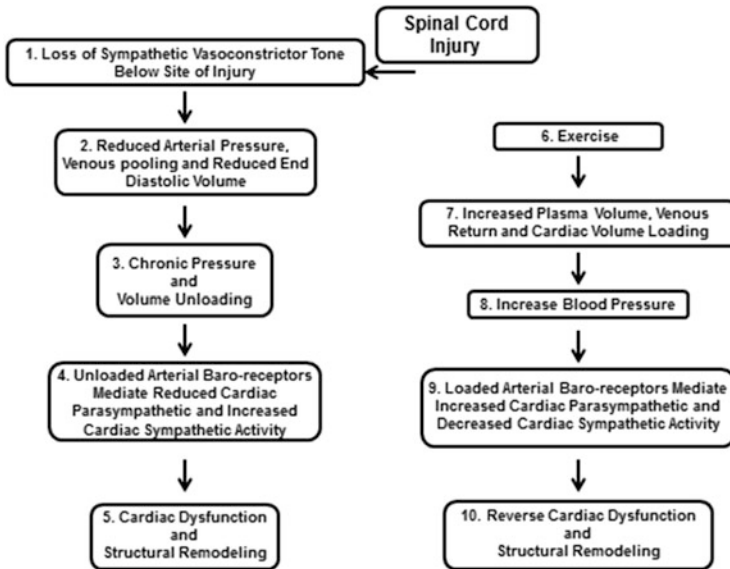 Spinal Cord
Injury
1. Loss of Sympathetic Vasoconstrictor Tone
Below Site of Injury
2. Reduced Arterial Pressure,
Venous pooling and Reduced End
Diastolic Volume
3. Chronic Pressure
and
Volume Unloading
4. Unloaded Arterial Baro-receptors
Mediate Reduced Cardiac
Parasympathetic and Increased
Cardiac Sympathetic Activity
5. Cardiac Dysfunction
and
Structural Remodeling
6. Exercise
7. Increased Plasma Volume, Venous
Return and Cardiac Volume Loading
8. Increase Blood Pressure
9. Loaded Arterial Baro-receptors Mediate
Increased Cardiac Parasympathetic and
Decreased Cardiac Sympathetic Activity
10. Reverse Cardiac Dysfunction
and
Structural Remodeling